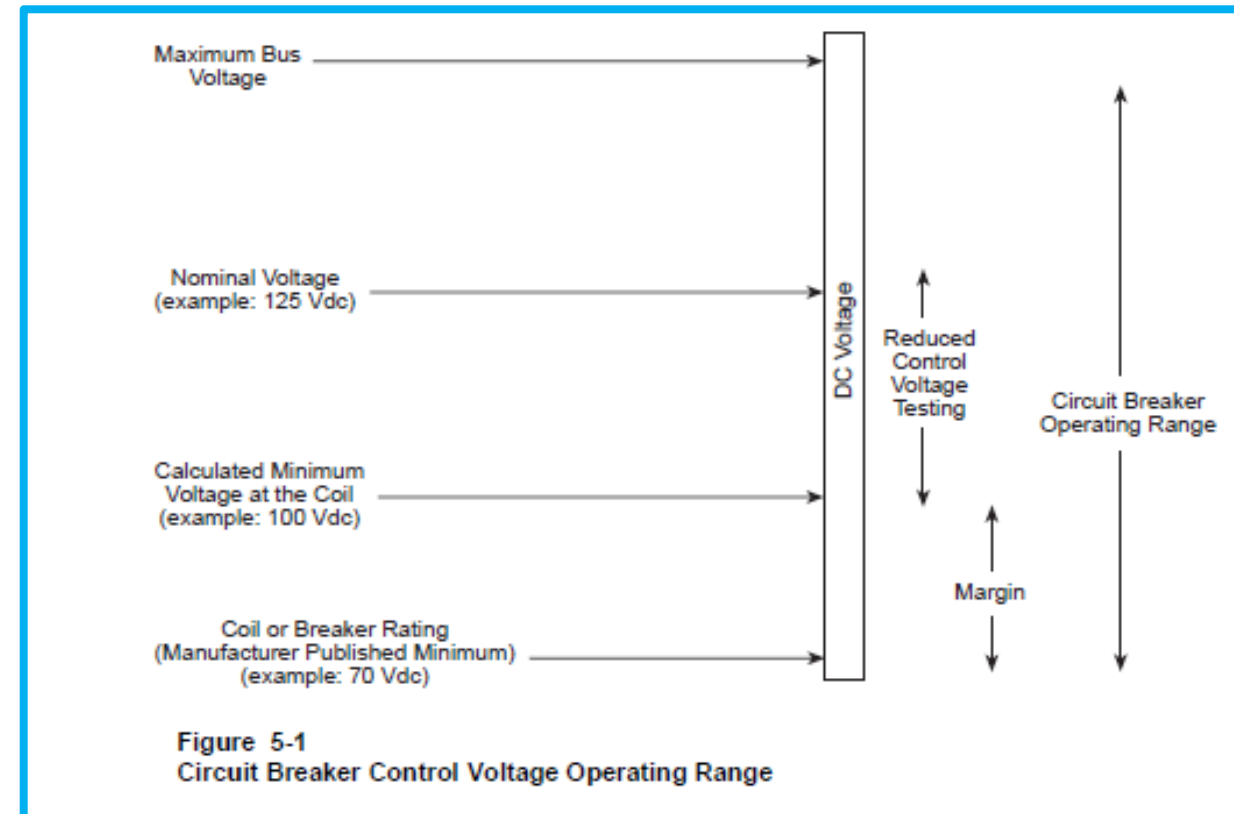 Maximum Bus
Voltage
Nominal Voltage
(example: 125 Vdc)
DC Voltage
Reduced
Control
Voltage
Testing
Circuit Breaker
Operating Range
Calculated Minimum
Voltage at the Coil
(example: 100 Vdc)
Margin
Coil or Breaker Rating
(Manufacturer Published Minimum)
(example: 70 Vdc)
Figure 5-1
Circuit Breaker Control Voltage Operating Range